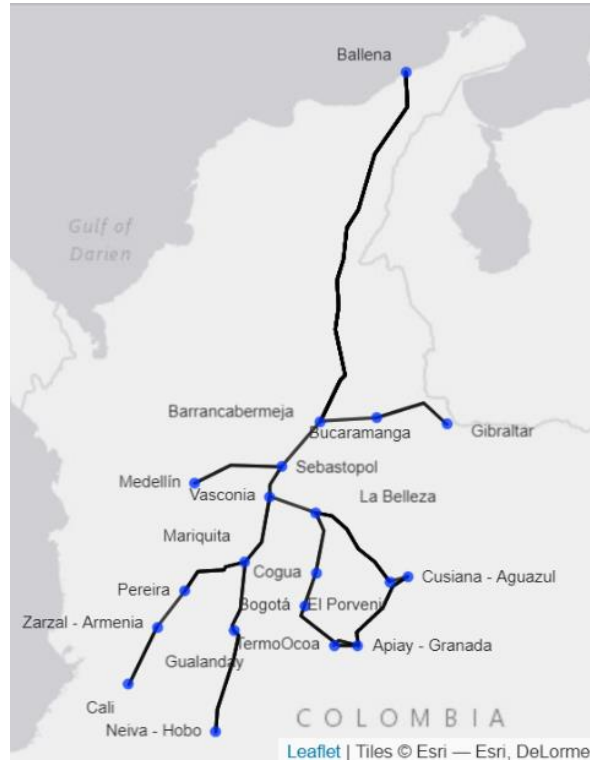 Ballena
Gulf of
Darien
Barrancabermeja
Bucaramanga
Gibraltar
Sebastopol
Medellín
Vasconia
La Belleza
Mariquita
Cogua
Cusiana - Aguazul
Pereira
Bogotá
El Porveni
Zarzal - Armenia
TermoOcoa
Apiay - Granada
Gualanday
Cali
Neiva - Hobo
COLOMBIA
Leaflet | Tiles © Esri — Esri, DeLorme